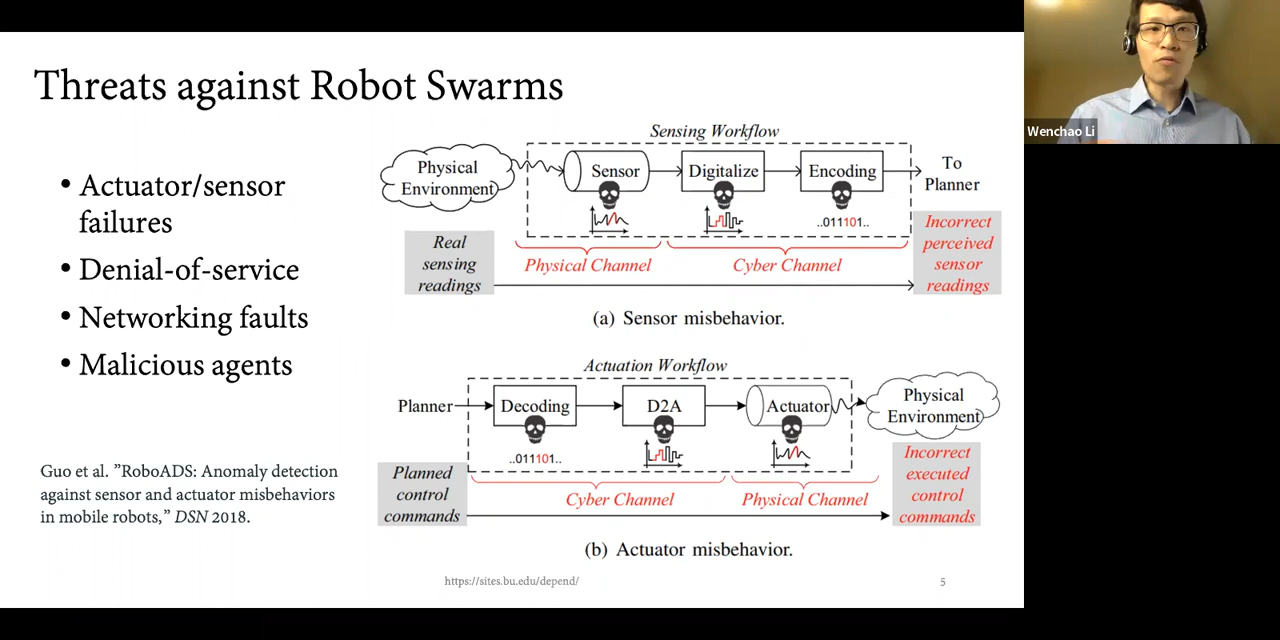 Threats against Robot Swarms
• Actuator/sensor
failures
• Denial-of-service
• Networking faults
• Malicious agents
Guo et al. ”RoboADS: Anomaly detection
against sensor and actuator misbehaviors
in mobile robots,” DSN 2018.
Sensing Workflow
Physical
Environment
Sensor
Digitalize
Encoding
To
Planner
..011101..
Real
sensing
readings
Physical Channel
Cyber Channel
Incorrect
perceived
sensor
readings
(a) Sensor misbehavior.
Actuation Workflow
Planner
Decoding
D2A
Actuator
Physical
Environment
..011101..
Planned
control
commands
Cyber Channel
Physical Channel
Incorrect
executed
control
commands
(b) Actuator misbehavior.
https://sites.bu.edu/depend/
5
Wenchao Li